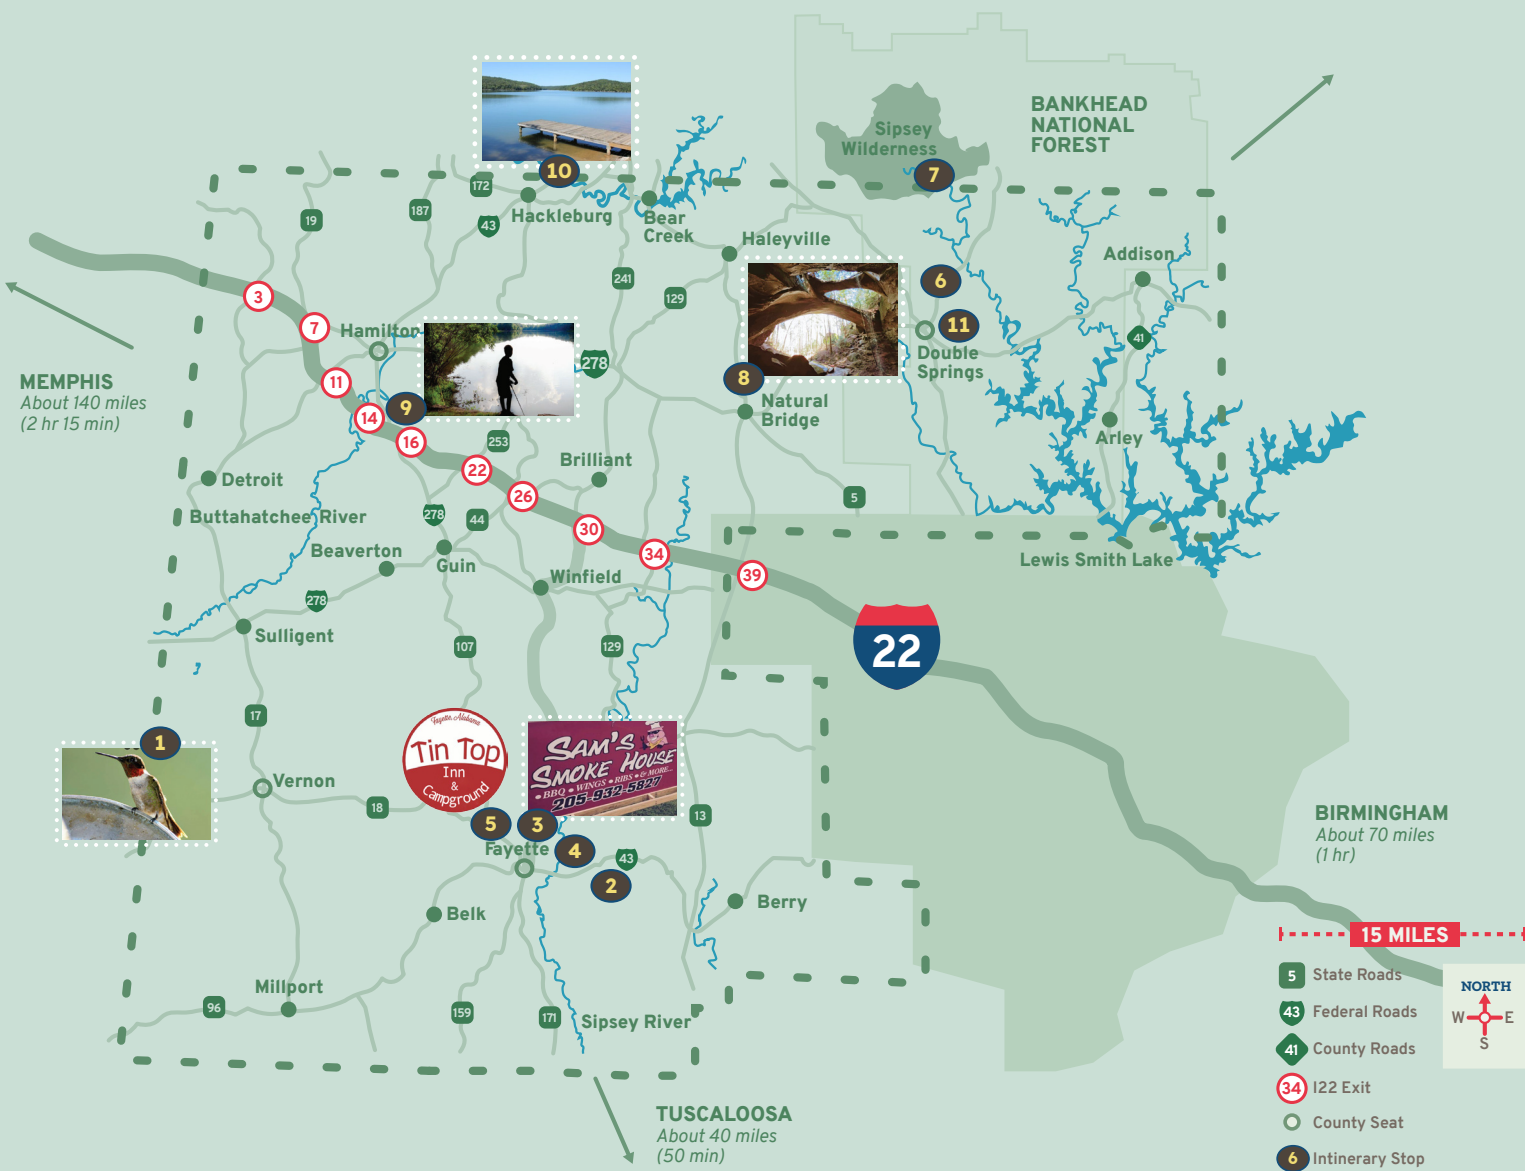 BANKHEAD
NATIONAL
FOREST
Sipsey
Wilderness
7
10
172
Hackleburg
187
19
43
Bear
Creek
Haleyville
Addison
241
129
6
11
Double
Springs
41
3
7
Hamilton
278
MEMPHIS
About 140 miles
(2 hr 15 min)
11
14
9
16
8
Natural
Bridge
Arley
253
22
Brilliant
Detroit
26
5
Buttahatchee River
278
44
30
34
Beaverton
Guin
Winfield
39
Lewis Smith Lake
278
Sulligent
107
129
22
17
1
Fayette, Alabama
Tin Top
Inn
&
Campground
SAM'S
SMOKE HOUSE
• BBQ • WINGS • RIBS • & MORE...
205-932-5827
Vernon
18
13
5
3
Fayette
4
43
2
BIRMINGHAM
About 70 miles
(1 hr)
Belk
Berry
15 MILES
Millport
96
159
171
Sipsey River
5 State Roads
43 Federal Roads
41 County Roads
34 I22 Exit
County Seat
6 Intinerary Stop
NORTH
W E
S
TUSCALOOSA
About 40 miles
(50 min)